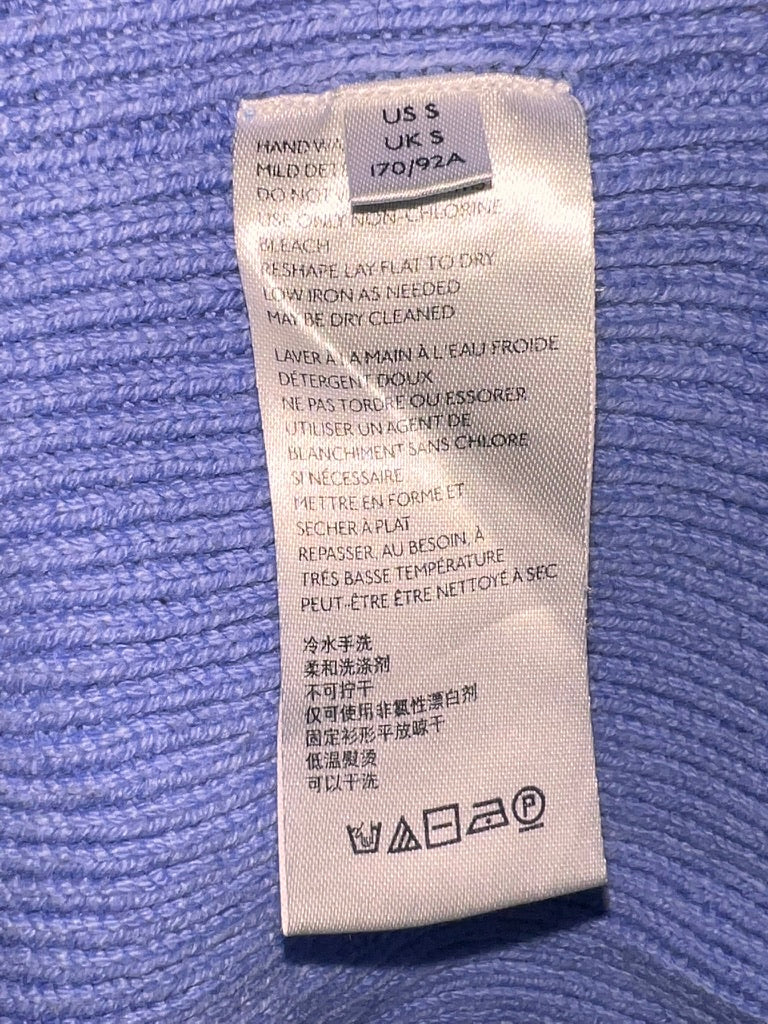 US S
UK S
170/92A
HAND WA
MILD DET
DO NOT
USE ONLY NON-CHLORINE
BLEACH
RESHAPE LAY FLAT TO DRY
LOW IRON AS NEEDED
MAY BE DRY CLEANED
LAVER À LA MAIN À L'EAU FROIDE
DÉTERGENT DOUX
NE PAS TORDRE OU ESSORER
UTILISER UN AGENT DE
BLANCHIMENT SANS CHLORE
SI NÉCESSAIRE
METTRE EN FORME ET
SECHER À PLAT
REPASSER, AU BESOIN, À
TRÉS BASSE TEMPÉRATURE
PEUT-ÊTRE ÊTRE NETTOYÉ À SEC
冷水手洗
柔和洗涤剂
不可拧干
仅可使用非氯性漂白剂
固定衫形平放晾干
低温熨烫
可以干洗
P